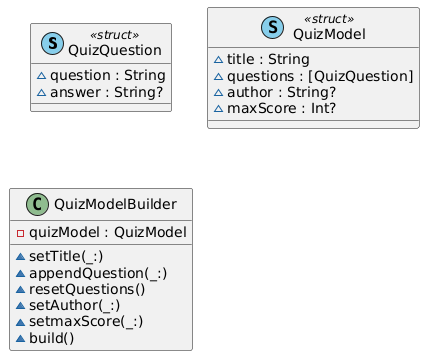 S «struct»
QuizQuestion
question : String
answer : String?
S «struct»
QuizModel
title : String
questions : [QuizQuestion]
author : String?
maxScore : Int?
C QuizModelBuilder
quizModel : QuizModel
setTitle(_:)
appendQuestion(_:)
resetQuestions()
setAuthor(_:)
setmaxScore(_:)
build()